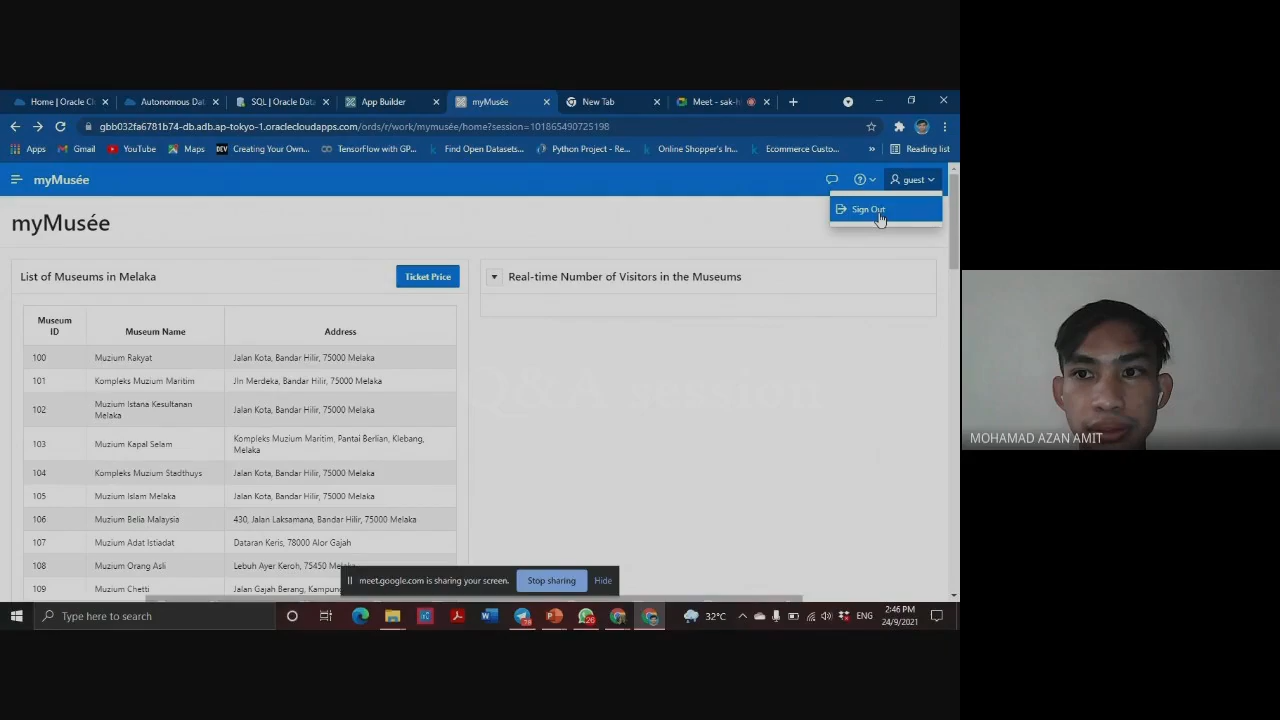 Home | Oracle Cl
Autonomous Dat
SQL | Oracle Data
App Builder
myMusée
New Tab
Meet - sak-h
gbb032fa6781b74-db.adb.ap-tokyo-1.oraclecloudapps.com/ords/r/work/mymusée/home?session=101865490725198
Apps
Gmail
YouTube
Maps
DEV
Creating Your Own...
TensorFlow with GP...
Find Open Datasets...
Python Project - Re...
Online Shopper's In...
Ecommerce Custo...
»
Reading list
myMusée
guest
Sign Out
myMusée
List of Museums in Melaka
Ticket Price
Real-time Number of Visitors in the Museums
Museum ID Museum Name Address
100 Muzium Rakyat Jalan Kota, Bandar Hilir, 75000 Melaka
101 Kompleks Muzium Maritim Jln Merdeka, Bandar Hilir, 75000 Melaka
102 Muzium Istana Kesultanan Melaka Jalan Kota, Bandar Hilir, 75000 Melaka
103 Muzium Kapal Selam Kompleks Muzium Maritim, Pantai Berlian, Klebang, Melaka
104 Kompleks Muzium Stadthuys Jalan Kota, Bandar Hilir, 75000 Melaka
105 Muzium Islam Melaka Jalan Kota, Bandar Hilir, 75000 Melaka
106 Muzium Belia Malaysia 430, Jalan Laksamana, Bandar Hilir, 75000 Melaka
107 Muzium Adat Istiadat Dataran Keris, 78000 Alor Gajah
108 Muzium Orang Asli Lebuh Ayer Keroh, 75450 Melaka
109 Muzium Chetti Jalan Gajah Berang, Kampung
Q&A session
MOHAMAD AZAN AMIT
meet.google.com is sharing your screen.
Stop sharing
Hide
Type here to search
32°C
ENG
2:46 PM
24/9/2021